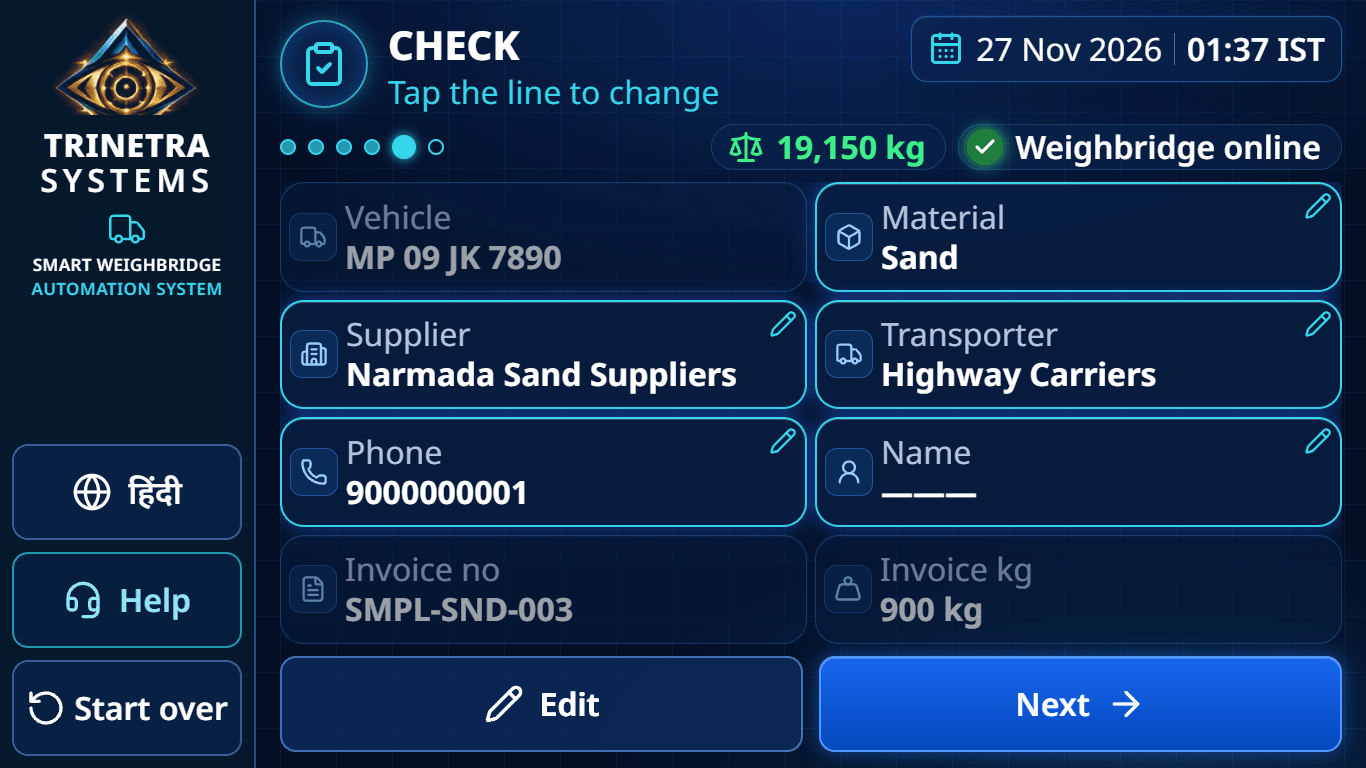 TRINETRA
SYSTEMS
SMART WEIGHBRIDGE
AUTOMATION SYSTEM
हिंदी
Help
Start over
CHECK
Tap the line to change
27 Nov 2026 01:37 IST
19,150 kg
Weighbridge online
Vehicle
MP 09 JK 7890
Material
Sand
Supplier
Narmada Sand Suppliers
Transporter
Highway Carriers
Phone
9000000001
Name
———
Invoice no
SMPL-SND-003
Invoice kg
900 kg
Edit
Next